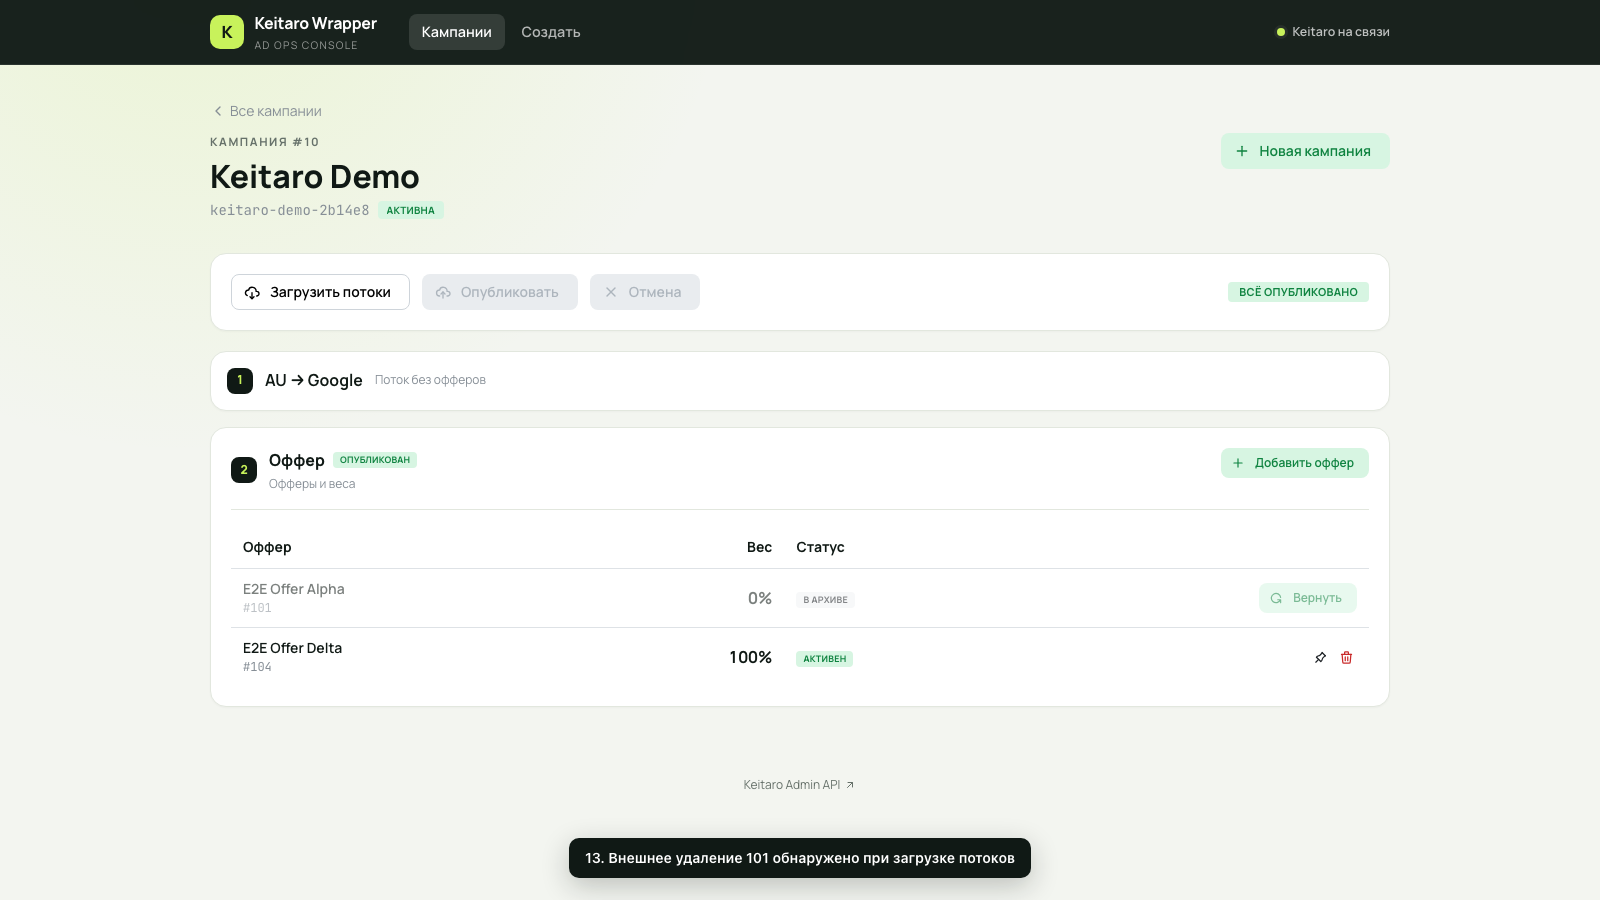 K
Keitaro Wrapper
AD OPS CONSOLE
Кампании
Создать
Keitaro на связи
Все кампании
КАМПАНИЯ #10
Keitaro Demo
keitaro-demo-2b14e8
АКТИВНА
Новая кампания
Загрузить потоки
Опубликовать
Отмена
ВСЁ ОПУБЛИКОВАНО
1
AU → Google
Поток без офферов
2
Оффер
ОПУБЛИКОВАН
Офферы и веса
Добавить оффер
Оффер
Вес
Статус
E2E Offer Alpha
#101
0%
В АРХИВЕ
Вернуть
E2E Offer Delta
#104
100%
АКТИВЕН
Keitaro Admin API ↗
13. Внешнее удаление 101 обнаружено при загрузке потоков